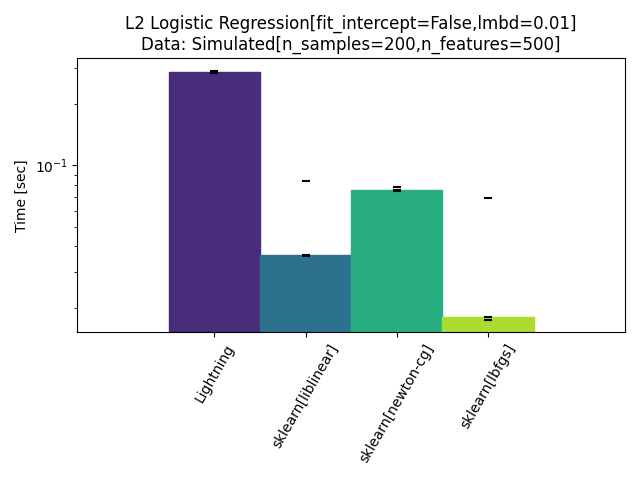 L2 Logistic Regression[fit_intercept=False,lmbd=0.01]
Data: Simulated[n_samples=200,n_features=500]
Time [sec]
10⁻¹
Lightning
sklearn[liblinear]
sklearn[newton-cg]
sklearn[lbfgs]